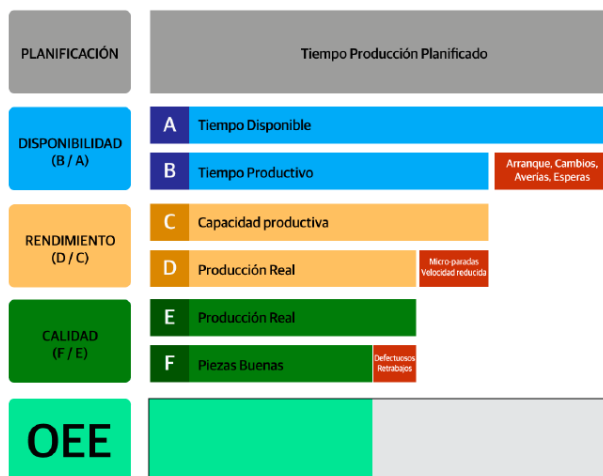 PLANIFICACIÓN
Tiempo Producción Planificado
DISPONIBILIDAD
(B / A)
A
Tiempo Disponible
B
Tiempo Productivo
Arranque, Cambios,
Averías, Esperas
RENDIMIENTO
(D / C)
C
Capacidad productiva
D
Producción Real
Micro-paradas
Velocidad reducida
CALIDAD
(F / E)
E
Producción Real
F
Piezas Buenas
Defectuosos
Retrabajos
OEE